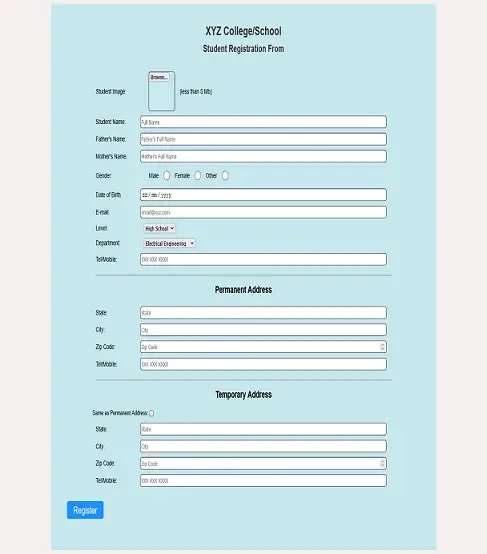 XYZ College/School
Student Registration From
Browse...
Student Image: (less than 5 Mb)
Student Name: Full Name
Father's Name: Father's Full Name
Mother's Name: Mother's Full Name
Gender: Male Female Other
Date of Birth dd / mm / yyyy
E-mail: email@xyz.com
Level: High School
Department: Electrical Engineering
Tel/Mobile: XXX XXX XXXX
Permanent Address
State: State
City: City
Zip Code: Zip Code
Tel/Mobile: XXX XXX XXXX
Temporary Address
Same as Permanent Address
State: State
City: City
Zip Code: Zip Code
Tel/Mobile: XXX XXX XXXX
Register